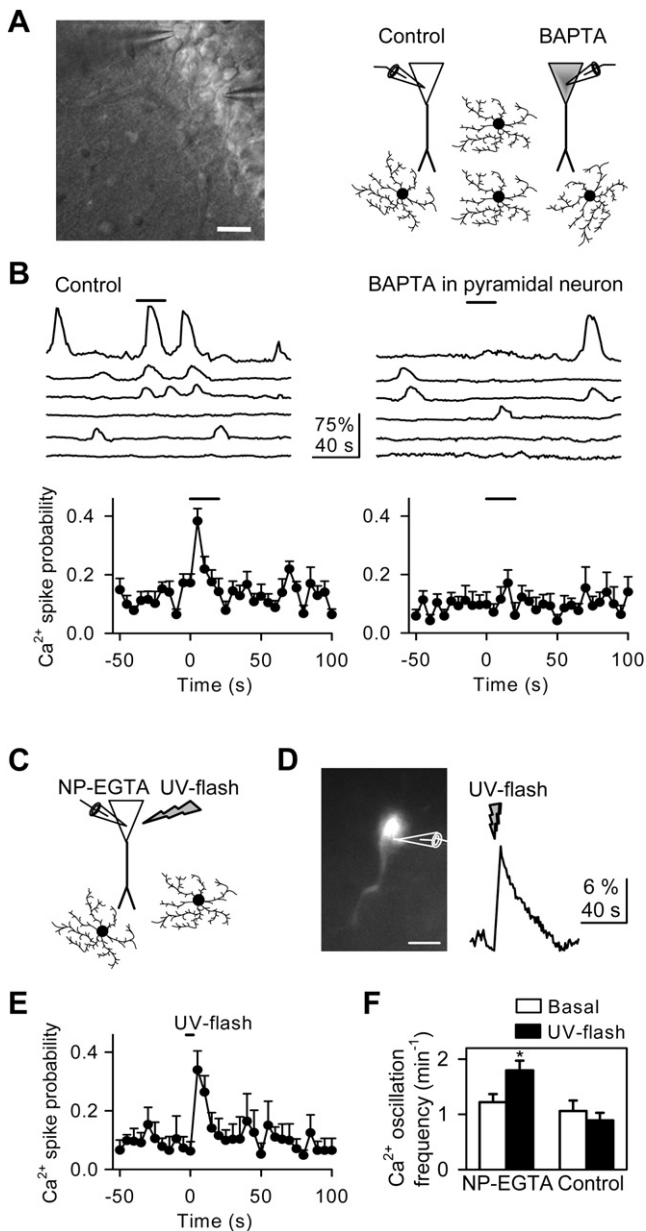 A
Control
BAPTA
B
Control
BAPTA in pyramidal neuron
75%
40 s
Ca²⁺ spike probability
0.4
0.2
0.0
-50 0 50 100
Time (s)
0.4
0.2
0.0
-50 0 50 100
Time (s)
C
NP-EGTA UV-flash
D
UV-flash
6 %
40 s
E
UV-flash
Ca²⁺ spike probability
0.4
0.2
0.0
-50 0 50 100
Time (s)
F
Basal
UV-flash
Ca²⁺ oscillation
frequency (min⁻¹)
2
1
0
*
NP-EGTA Control